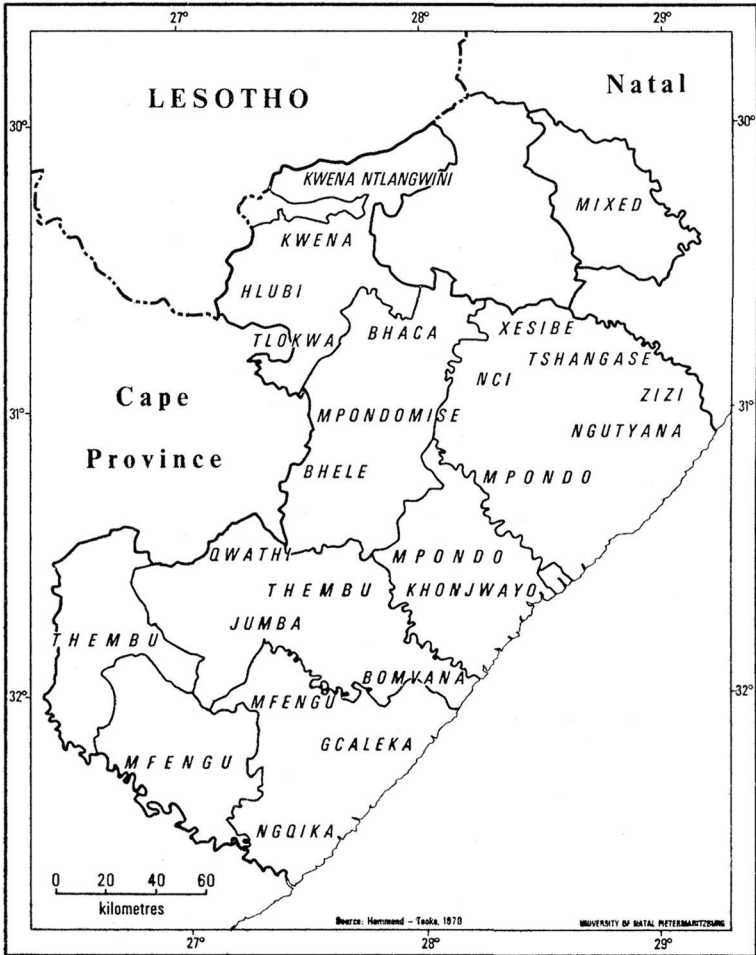 27° 28° 29°
LESOTHO Natal
30° 30°
KWENA NTLANGWINI
MIXED
KWENA
HLUBI
TLOKWA BHACA XESIBE
TSHANGASE
NCI
ZIZI
31° 31°
Cape MPONDOMISE
NGUTYANA
Province
BHELE MPONDO
QWATHI MPONDO
THEMBU KHONJWAYO
JUMBA
THEMBU
BOMVANA
32° MFENGU 32°
GCALEKA
MFENGU
NGQIKA
0 20 40 60
kilometres
Source: Hammond - Tooke, 1978 UNIVERSITY OF NATAL PIETERMARITZBURG
27° 28° 29°